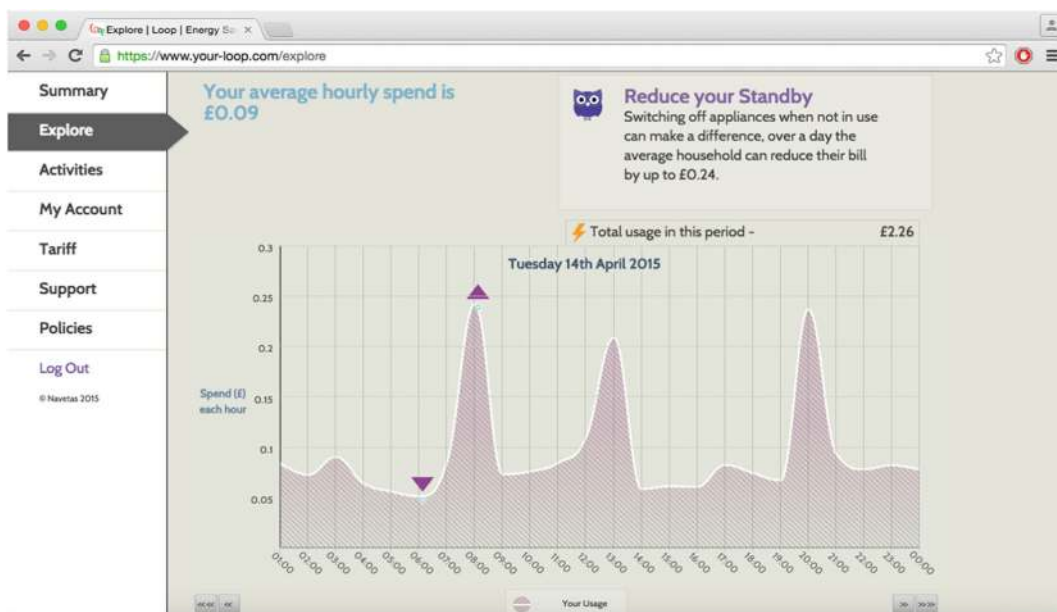 Explore | Loop | Energy Sa
https://www.your-loop.com/explore
Summary
Explore
Activities
My Account
Tariff
Support
Policies
Log Out
© Navetas 2015
Your average hourly spend is
£0.09
Reduce your Standby
Switching off appliances when not in use
can make a difference, over a day the
average household can reduce their bill
by up to £0.24.
Total usage in this period - £2.26
Tuesday 14th April 2015
0.3
0.25
0.2
0.15
0.1
0.05
Spend (£)
each hour
01:00 02:00 03:00 04:00 05:00 06:00 07:00 08:00 09:00 10:00 11:00 12:00 13:00 14:00 15:00 16:00 17:00 18:00 19:00 20:00 21:00 22:00 23:00 00:00
<< < > >>
Your Usage